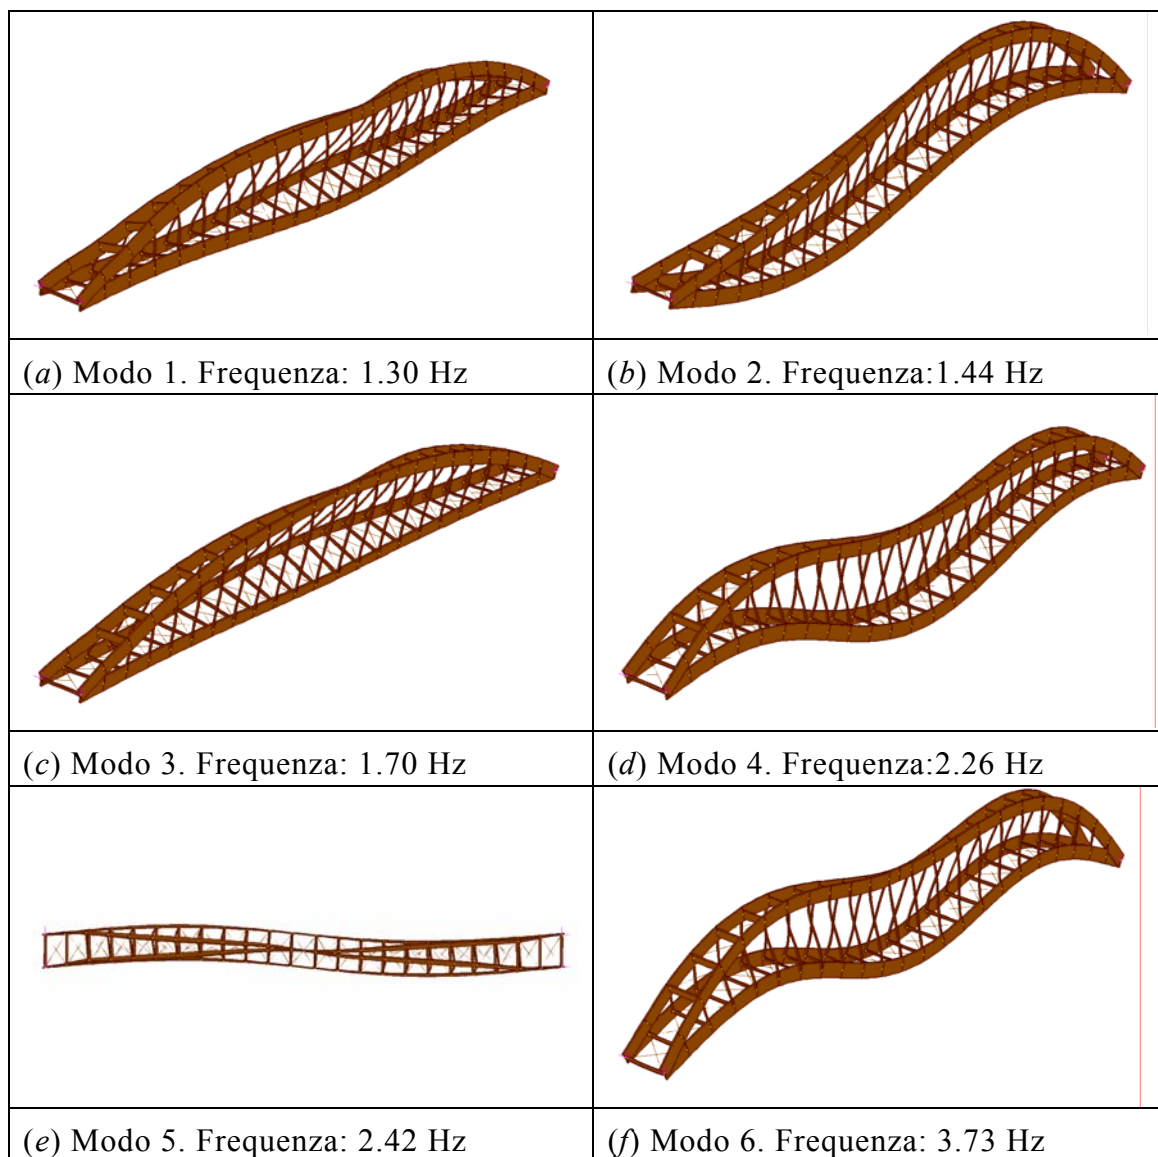 (a) Modo 1. Frequenza: 1.30 Hz
(b) Modo 2. Frequenza:1.44 Hz
(c) Modo 3. Frequenza: 1.70 Hz
(d) Modo 4. Frequenza:2.26 Hz
(e) Modo 5. Frequenza: 2.42 Hz
(f) Modo 6. Frequenza: 3.73 Hz